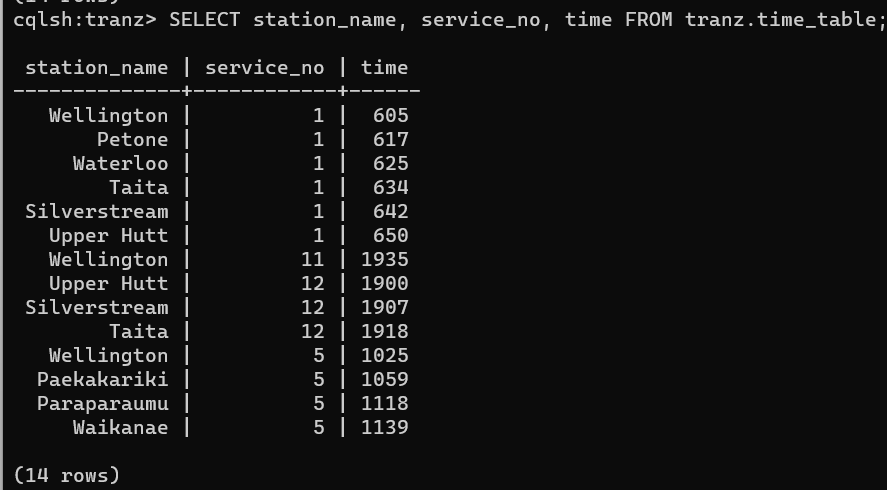 (14 rows)
cqlsh:tranz> SELECT station_name, service_no, time FROM tranz.time_table;
station_name | service_no | time
--------------+------------+------
Wellington | 1 | 605
Petone | 1 | 617
Waterloo | 1 | 625
Taita | 1 | 634
Silverstream | 1 | 642
Upper Hutt | 1 | 650
Wellington | 11 | 1935
Upper Hutt | 12 | 1900
Silverstream | 12 | 1907
Taita | 12 | 1918
Wellington | 5 | 1025
Paekakariki | 5 | 1059
Paraparaumu | 5 | 1118
Waikanae | 5 | 1139
(14 rows)